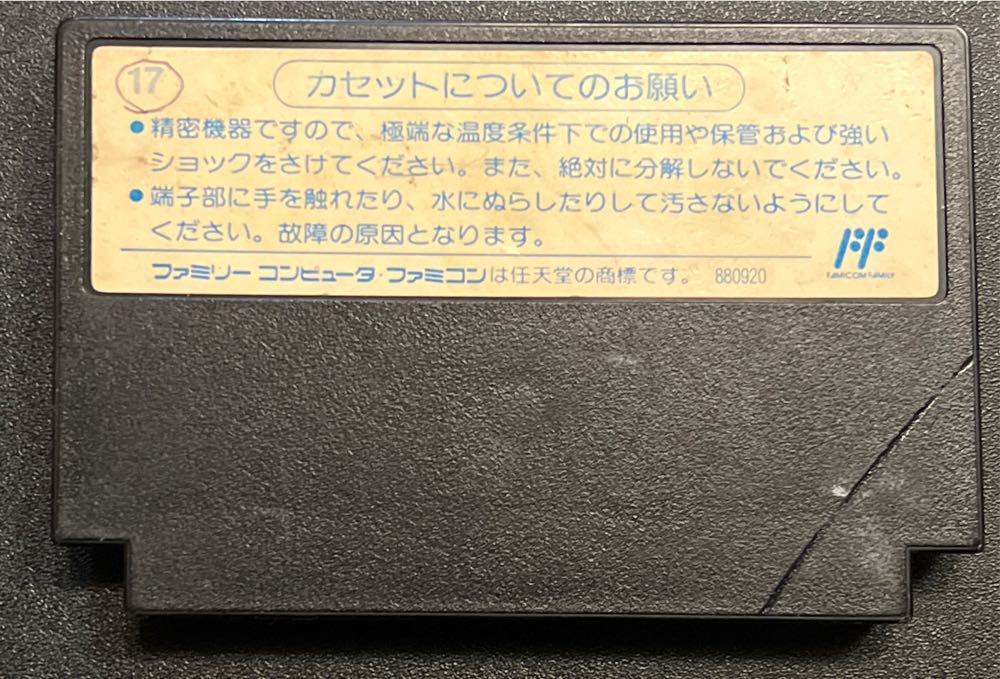 17
カセットについてのお願い
●精密機器ですので、極端な温度条件下での使用や保管および強い
ショックをさけてください。また、絶対に分解しないでください。
●端子部に手を触れたり、水にぬらしたりして汚さないようにして
ください。故障の原因となります。
FF
FAMICOM FAMILY
ファミリー コンピュータ・ファミコンは任天堂の商標です。 880920